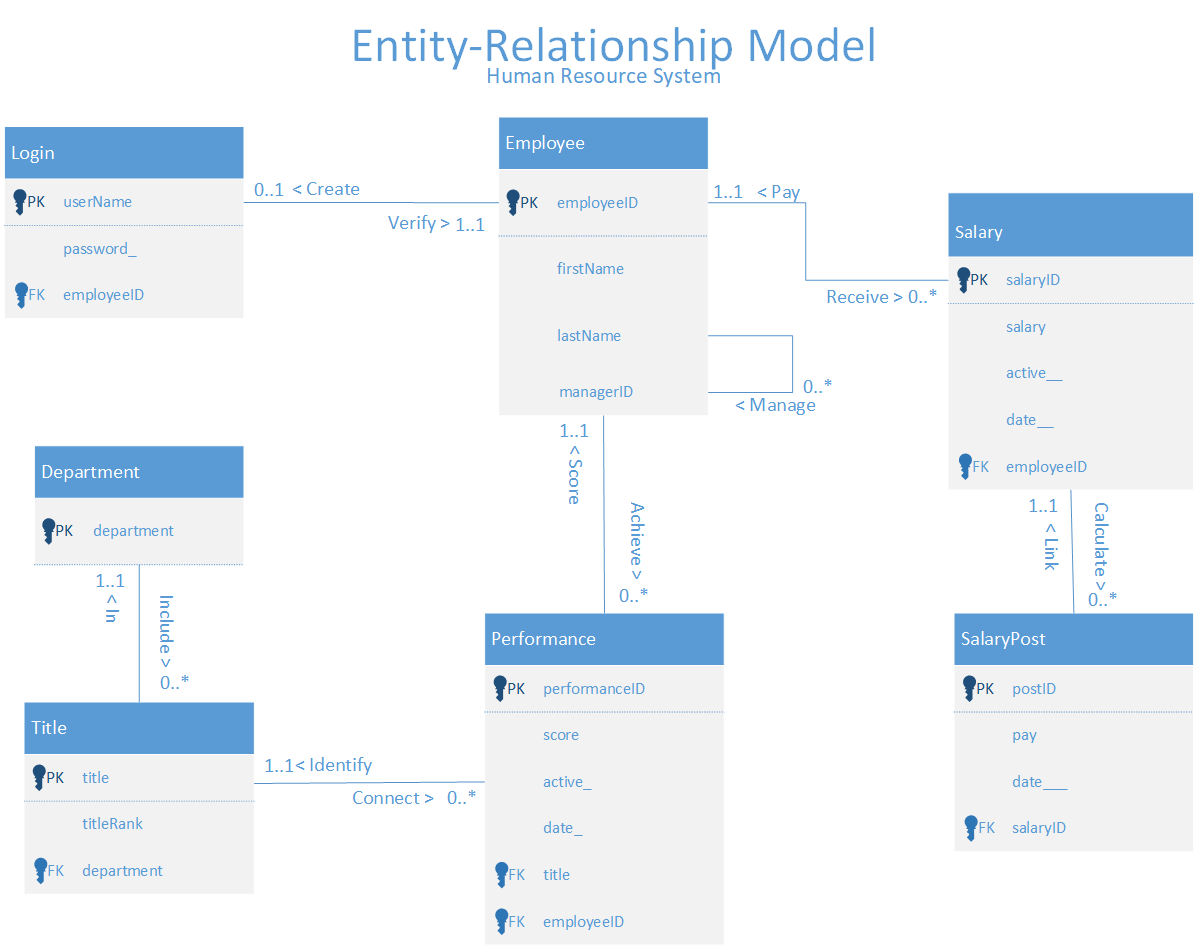 Entity-Relationship Model
Human Resource System
Login
PK userName
password_
FK employeeID
0..1 < Create
Verify > 1..1
Employee
PK employeeID
firstName
lastName
managerID
1..1 < Pay
Receive > 0..*
0..*
< Manage
Salary
PK salaryID
salary
active__
date__
FK employeeID
Department
PK department
1..1
< In
Include >
0..*
1..1
< Score
Achieve >
0..*
1..1
< Link
Calculate >
0..*
Title
PK title
titleRank
FK department
1..1 < Identify
Connect > 0..*
Performance
PK performanceID
score
active_
date_
FK title
FK employeeID
SalaryPost
PK postID
pay
date___
FK salaryID